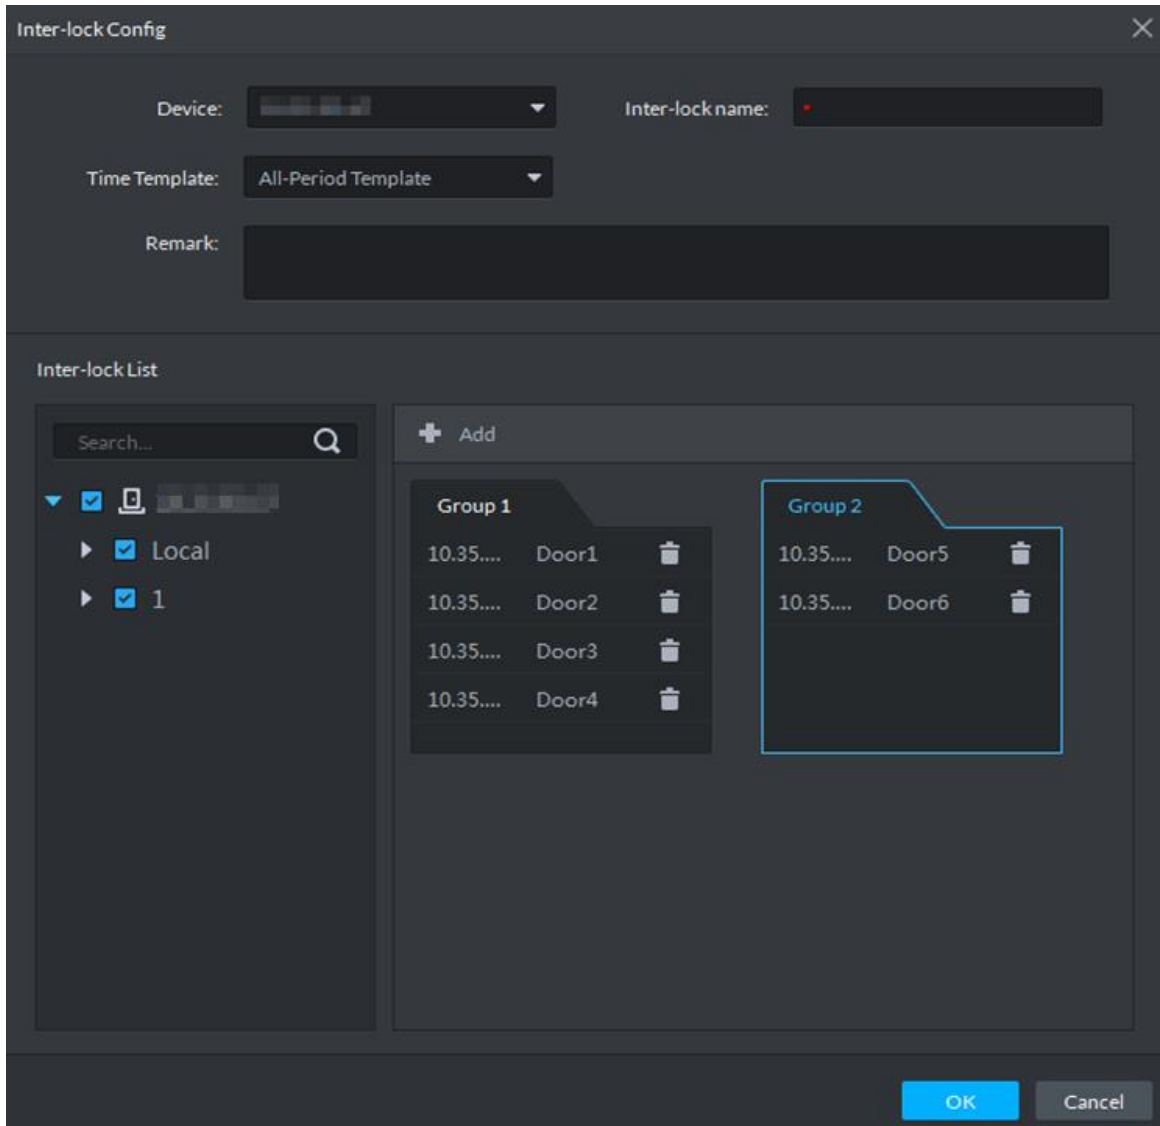 Inter-lock Config
Device:
Inter-lock name: *
Time Template: All-Period Template
Remark:
Inter-lock List
Search...
Local
1
Add
Group 1
10.35.... Door1
10.35.... Door2
10.35.... Door3
10.35.... Door4
Group 2
10.35.... Door5
10.35.... Door6
OK Cancel